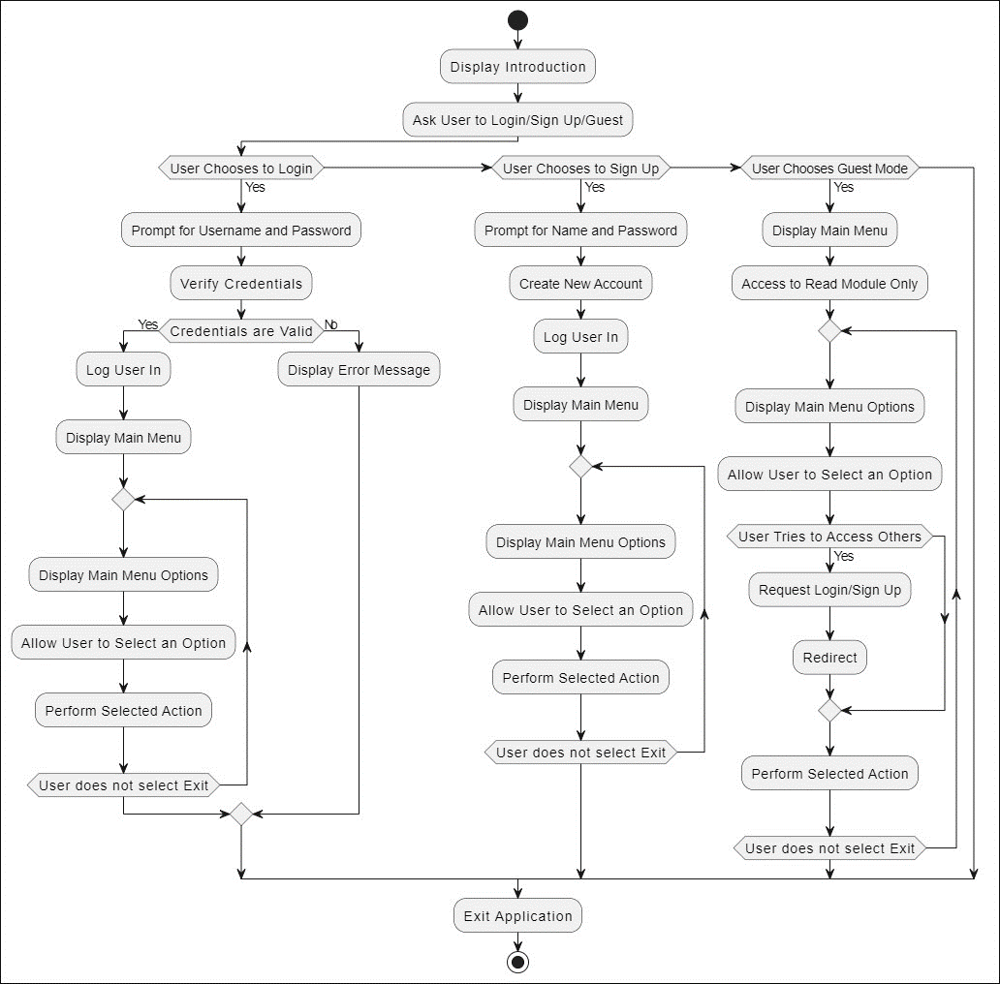 Display Introduction
Ask User to Login/Sign Up/Guest
User Chooses to Login
User Chooses to Sign Up
User Chooses Guest Mode
Yes
Yes
Yes
Prompt for Username and Password
Prompt for Name and Password
Display Main Menu
Verify Credentials
Create New Account
Access to Read Module Only
Yes
Credentials are Valid
No
Log User In
Log User In
Display Error Message
Display Main Menu
Display Main Menu
Display Main Menu Options
Allow User to Select an Option
User Tries to Access Others
Yes
Display Main Menu Options
Display Main Menu Options
Request Login/Sign Up
Allow User to Select an Option
Allow User to Select an Option
Redirect
Perform Selected Action
Perform Selected Action
User does not select Exit
Perform Selected Action
User does not select Exit
User does not select Exit
Exit Application